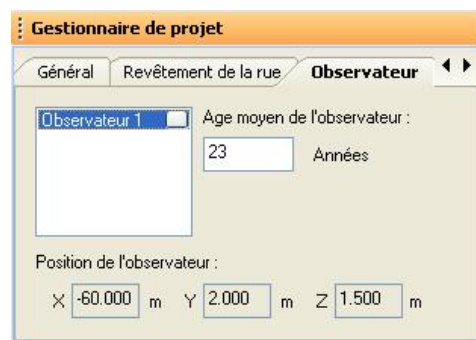 Gestionnaire de projet
Général Revêtement de la rue Observateur
Observateur 1
Age moyen de l'observateur :
23 Années
Position de l'observateur :
X -60.000 m Y 2.000 m Z 1.500 m